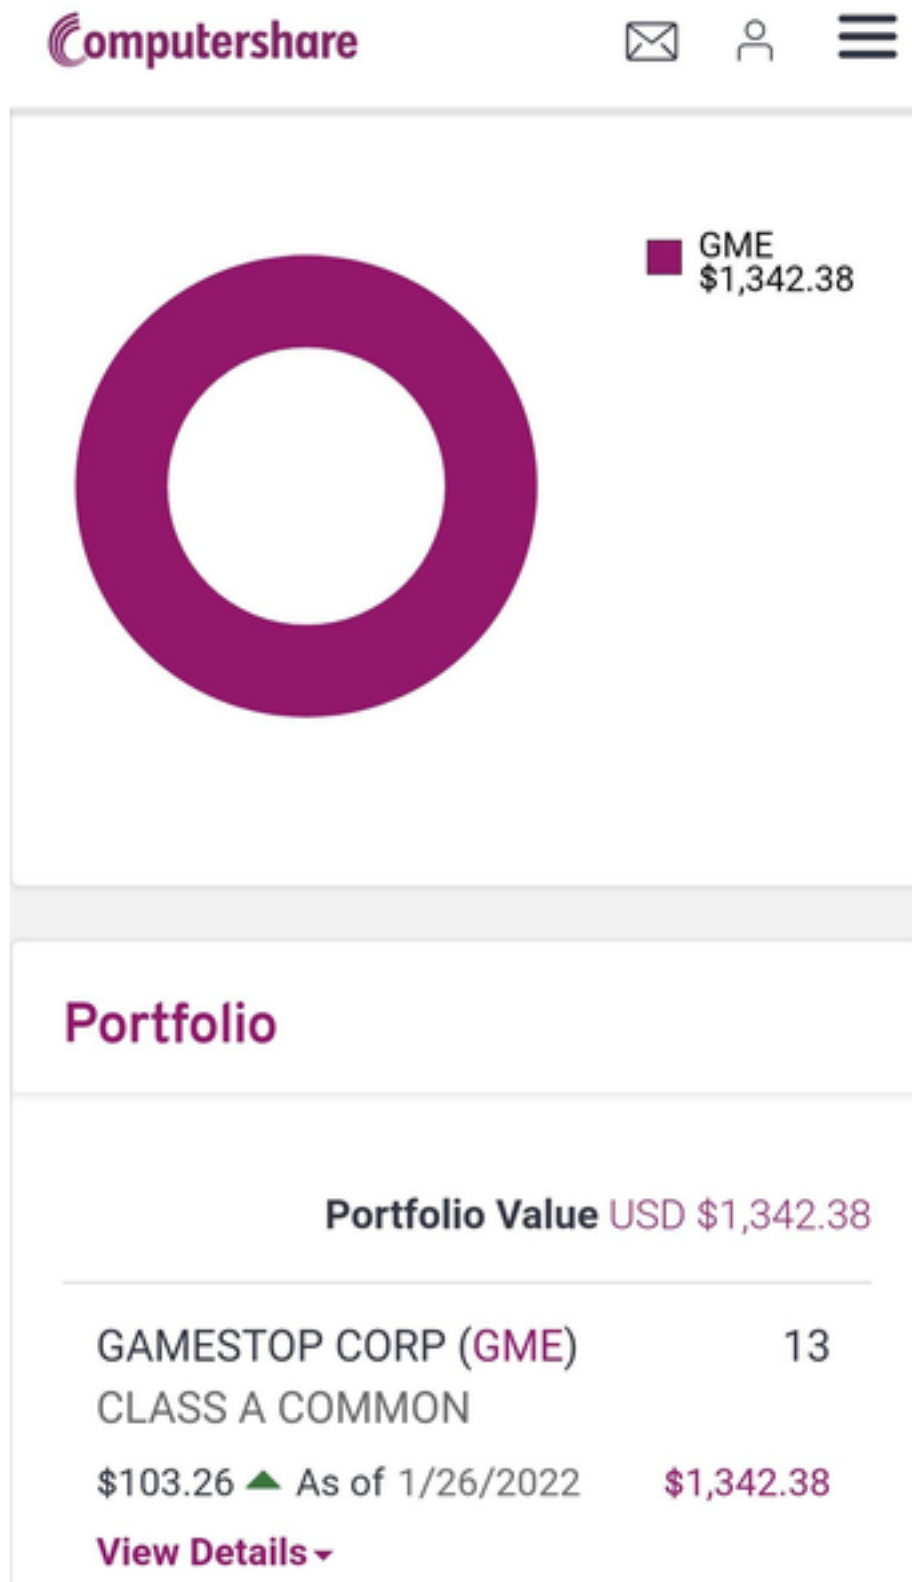 Computershare
GME
$1,342.38
Portfolio
Portfolio Value USD $1,342.38
GAMESTOP CORP (GME) 13
CLASS A COMMON
$103.26 As of 1/26/2022 $1,342.38
View Details